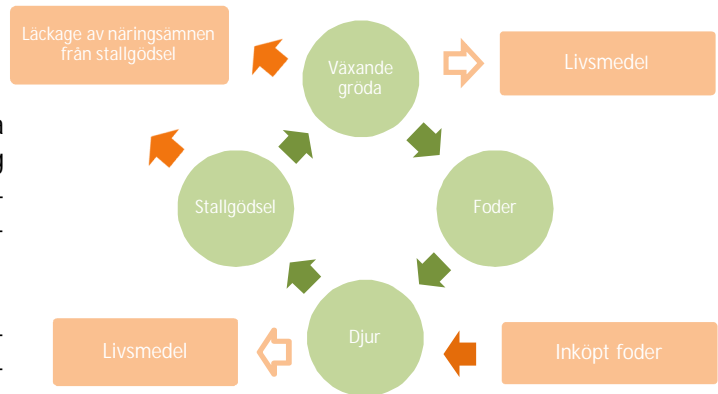 Läckage av näringsämnen
från stallgödsel
Växande
gröda
Livsmedel
a
g
-
-
Stallgödsel
Foder
-
-
Livsmedel
Djur
Inköpt foder